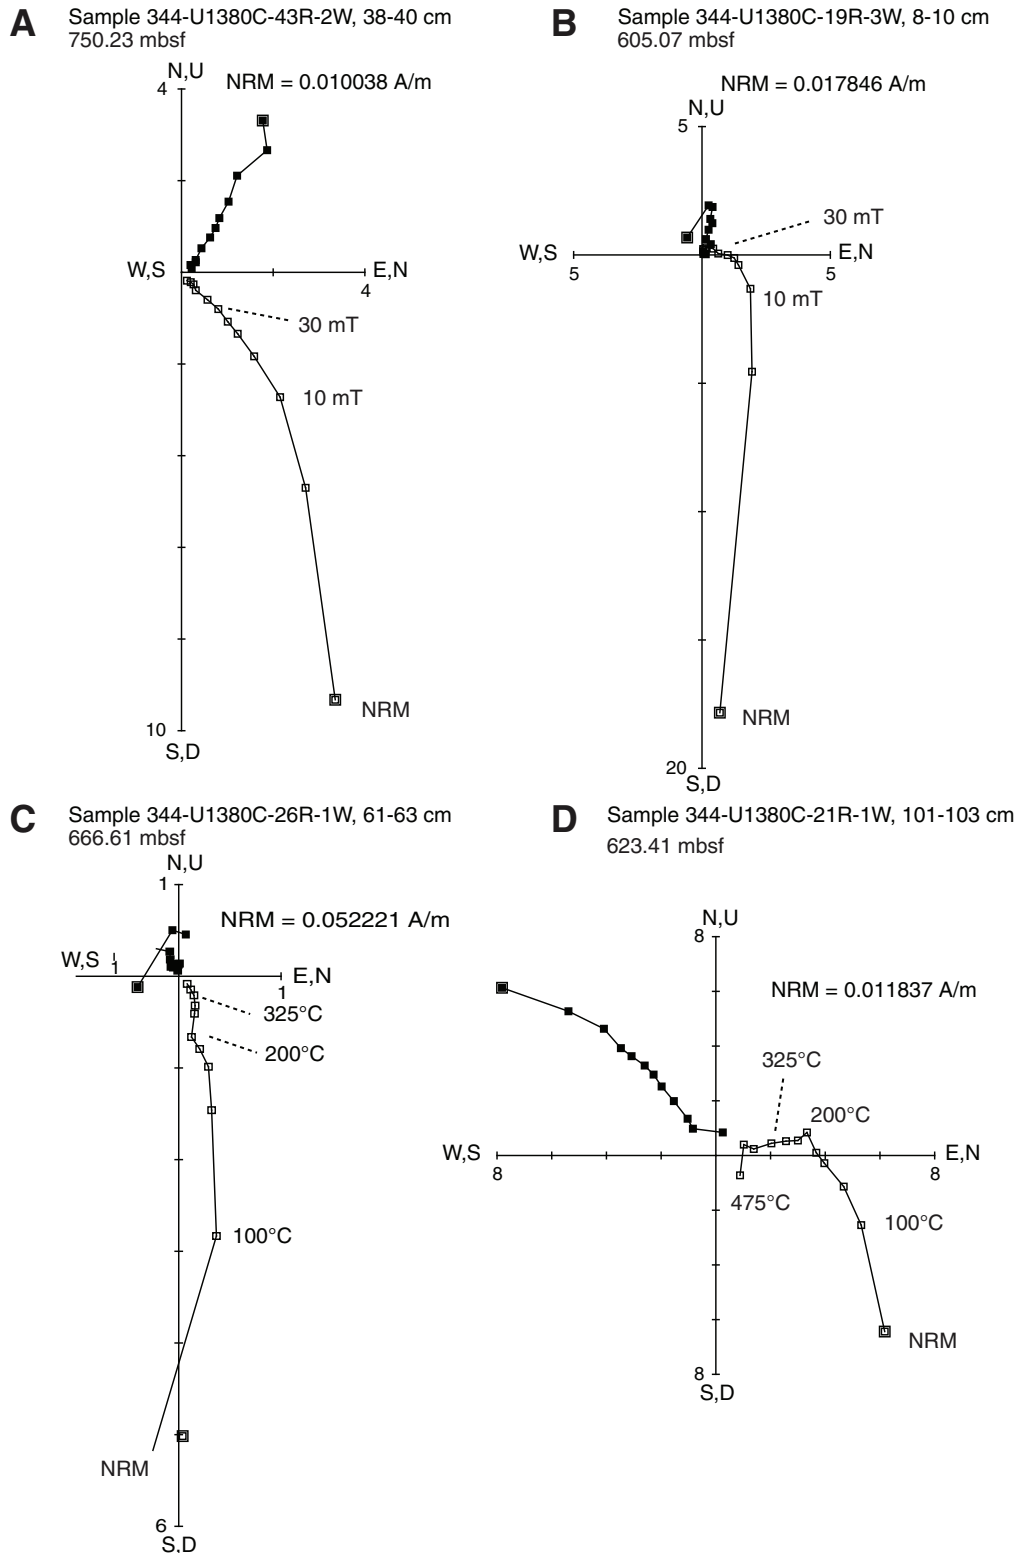 A
Sample 344-U1380C-43R-2W, 38-40 cm
750.23 mbsf
N,U
4
NRM = 0.010038 A/m
W,S
E,N
4
30 mT
10 mT
NRM
10
S,D
B
Sample 344-U1380C-19R-3W, 8-10 cm
605.07 mbsf
NRM = 0.017846 A/m
N,U
5
30 mT
W,S
E,N
5
5
10 mT
NRM
20
S,D
C
Sample 344-U1380C-26R-1W, 61-63 cm
666.61 mbsf
N,U
1
NRM = 0.052221 A/m
W,S
1
E,N
1
325°C
200°C
100°C
NRM
6
S,D
D
Sample 344-U1380C-21R-1W, 101-103 cm
623.41 mbsf
N,U
8
NRM = 0.011837 A/m
325°C
200°C
W,S
E,N
8
8
475°C
100°C
NRM
8
S,D